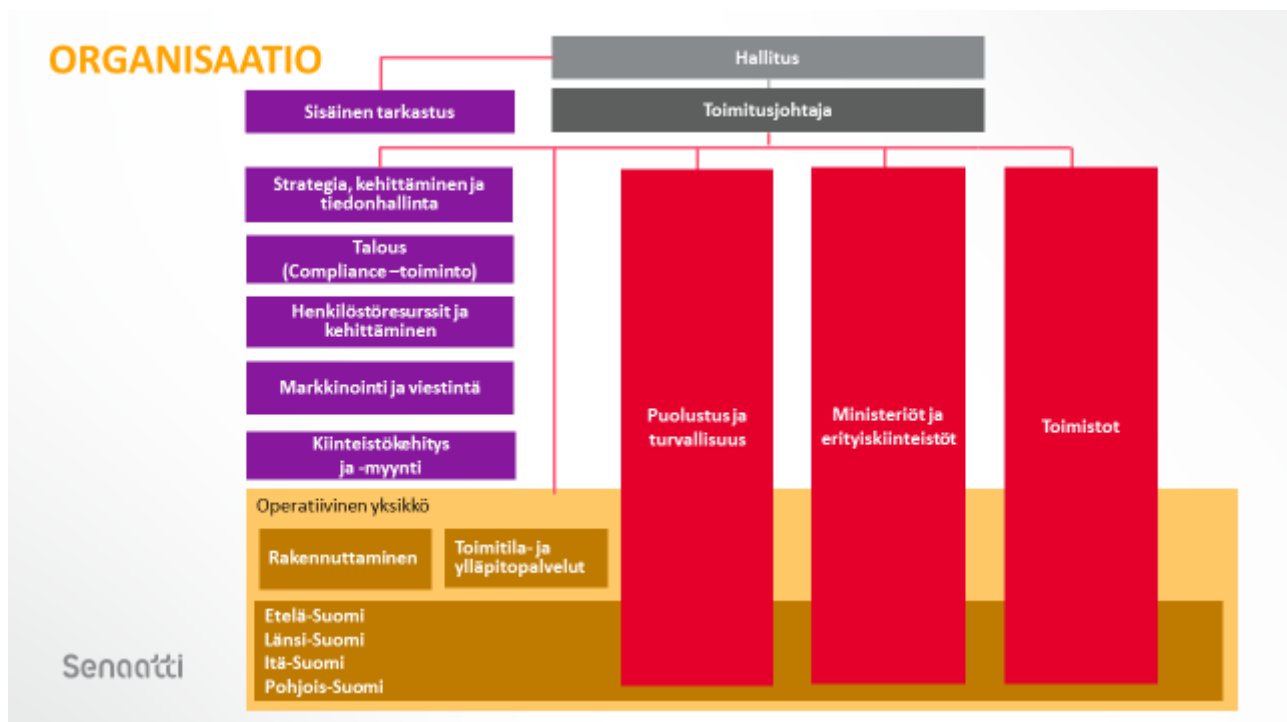 ORGANISAATIO
Hallitus
Sisäinen tarkastus
Toimitusjohtaja
Strategia, kehittäminen ja
tiedonhallinta
Talous
(Compliance –toiminto)
Henkilöstöresurssit ja
kehittäminen
Markkinointi ja viestintä
Kiinteistökehitys
ja -myynti
Puolustus ja
turvallisuus
Ministeriöt ja
erityiskiinteistöt
Toimistot
Operatiivinen yksikkö
Rakennuttaminen
Toimitila- ja
ylläpitopalvelut
Etelä-Suomi
Länsi-Suomi
Itä-Suomi
Pohjois-Suomi
Senaatti